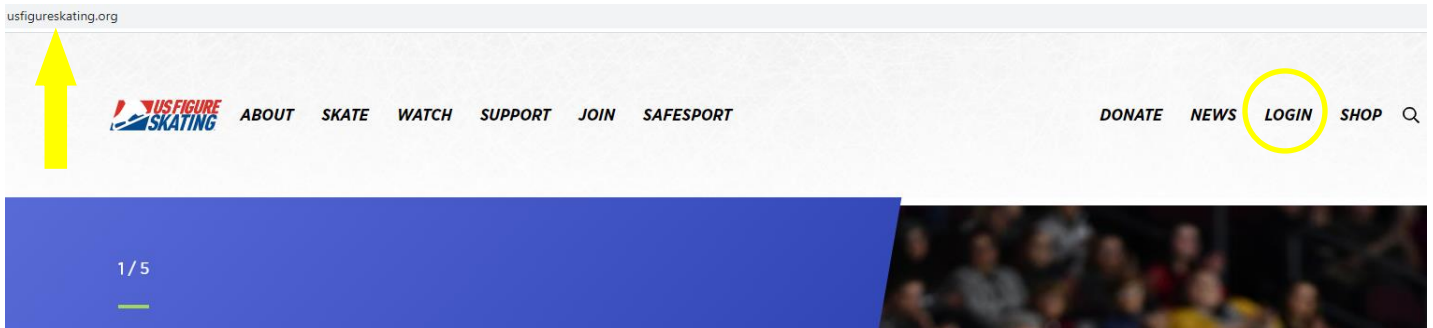 usfigureskating.org
US FIGURE
SKATING
ABOUT SKATE WATCH SUPPORT JOIN SAFESPORT DONATE NEWS LOGIN SHOP
1 / 5